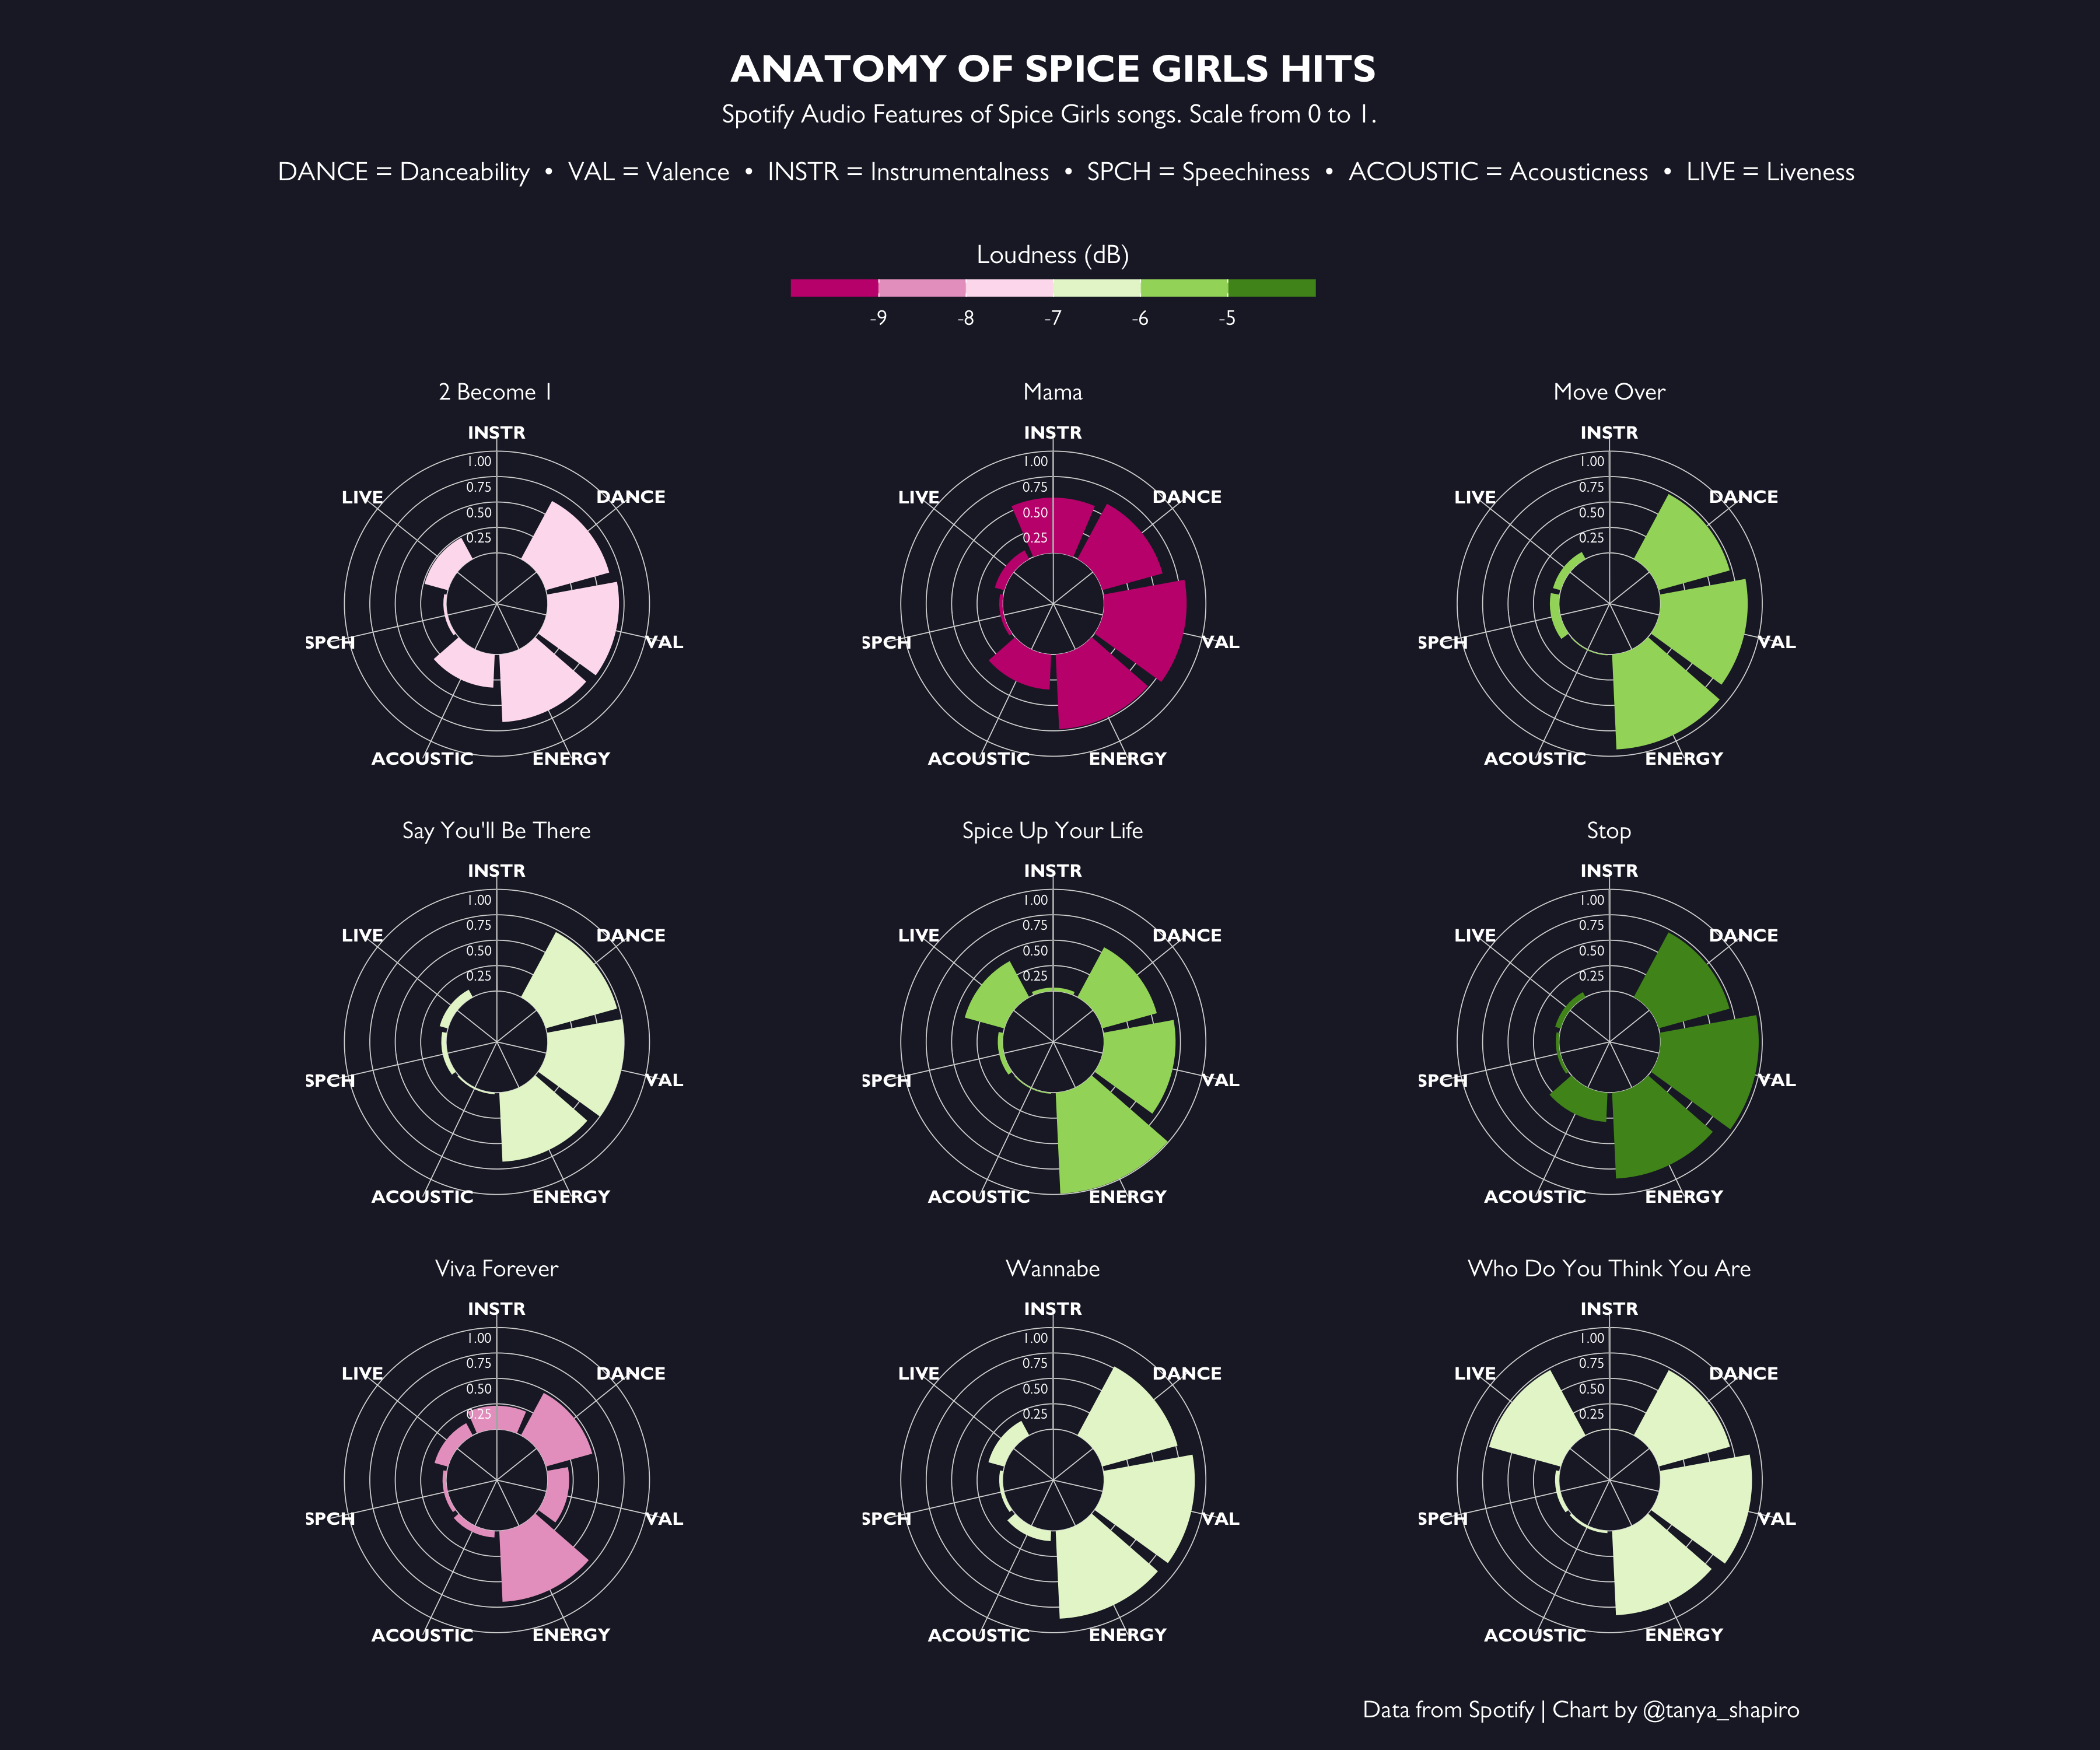 ANATOMY OF SPICE GIRLS HITS
Spotify Audio Features of Spice Girls songs. Scale from 0 to 1.
DANCE = Danceability • VAL = Valence • INSTR = Instrumentalness • SPCH = Speechiness • ACOUSTIC = Acousticness • LIVE = Liveness
Loudness (dB)
-9 -8 -7 -6 -5
2 Become 1
INSTR
1.00
0.75
0.50
0.25
LIVE
DANCE
SPCH
VAL
ACOUSTIC
ENERGY
Mama
INSTR
1.00
0.75
0.50
0.25
LIVE
DANCE
SPCH
VAL
ACOUSTIC
ENERGY
Move Over
INSTR
1.00
0.75
0.50
0.25
LIVE
DANCE
SPCH
VAL
ACOUSTIC
ENERGY
Say You'll Be There
INSTR
1.00
0.75
0.50
0.25
LIVE
DANCE
SPCH
VAL
ACOUSTIC
ENERGY
Spice Up Your Life
INSTR
1.00
0.75
0.50
0.25
LIVE
DANCE
SPCH
VAL
ACOUSTIC
ENERGY
Stop
INSTR
1.00
0.75
0.50
0.25
LIVE
DANCE
SPCH
VAL
ACOUSTIC
ENERGY
Viva Forever
INSTR
1.00
0.75
0.50
0.25
LIVE
DANCE
SPCH
VAL
ACOUSTIC
ENERGY
Wannabe
INSTR
1.00
0.75
0.50
0.25
LIVE
DANCE
SPCH
VAL
ACOUSTIC
ENERGY
Who Do You Think You Are
INSTR
1.00
0.75
0.50
0.25
LIVE
DANCE
SPCH
VAL
ACOUSTIC
ENERGY
Data from Spotify | Chart by @tanya_shapiro